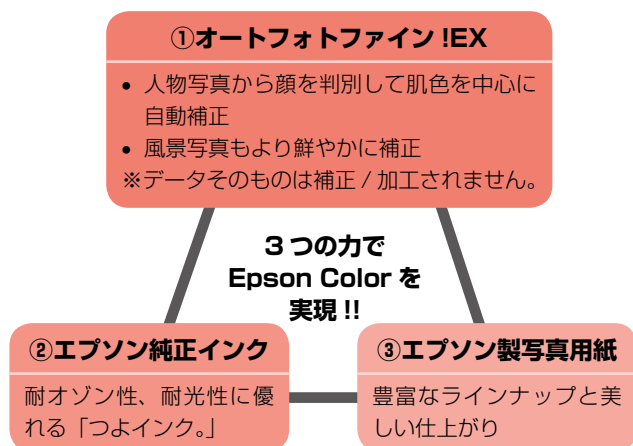 ①オートフォトファイン !EX
• 人物写真から顔を判別して肌色を中心に
自動補正
• 風景写真もより鮮やかに補正
※データそのものは補正 / 加工されません。
3 つの力で
Epson Color を
実現 !!
②エプソン純正インク
耐オゾン性、耐光性に優
れる「つよインク。」
③エプソン製写真用紙
豊富なラインナップと美
しい仕上がり